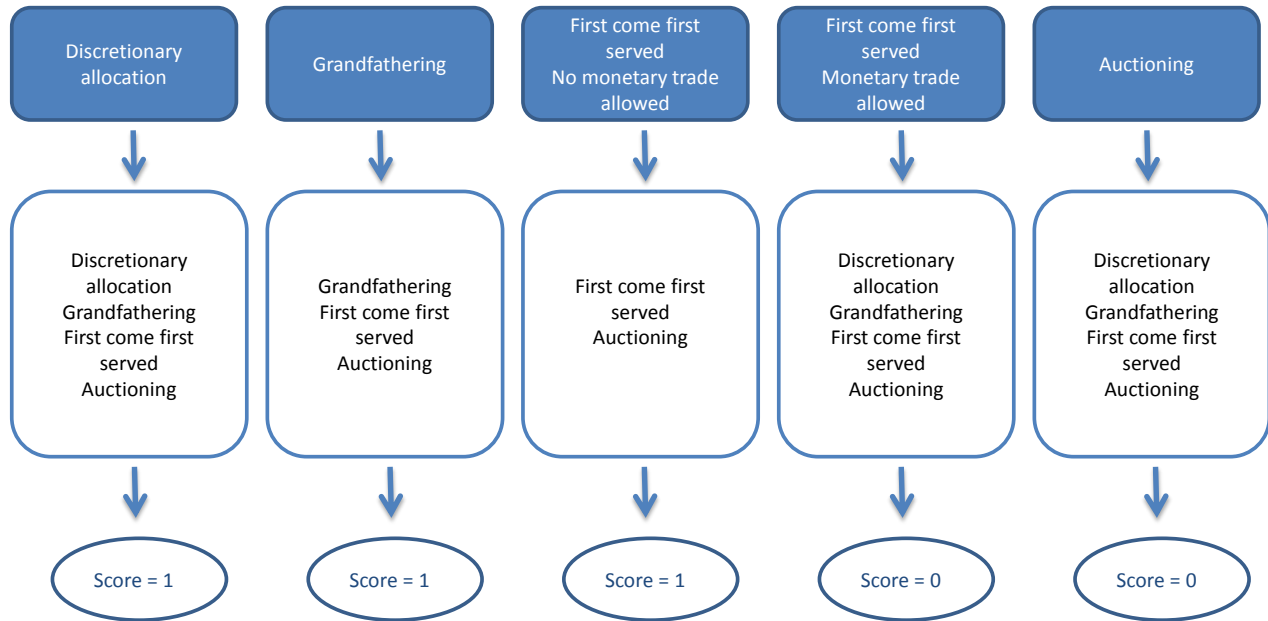 Discretionary
allocation
Grandfathering
First come first
served
No monetary trade
allowed
First come first
served
Monetary trade
allowed
Auctioning
Discretionary
allocation
Grandfathering
First come first
served
Auctioning
Grandfathering
First come first
served
Auctioning
First come first
served
Auctioning
Discretionary
allocation
Grandfathering
First come first
served
Auctioning
Discretionary
allocation
Grandfathering
First come first
served
Auctioning
Score = 1
Score = 1
Score = 1
Score = 0
Score = 0